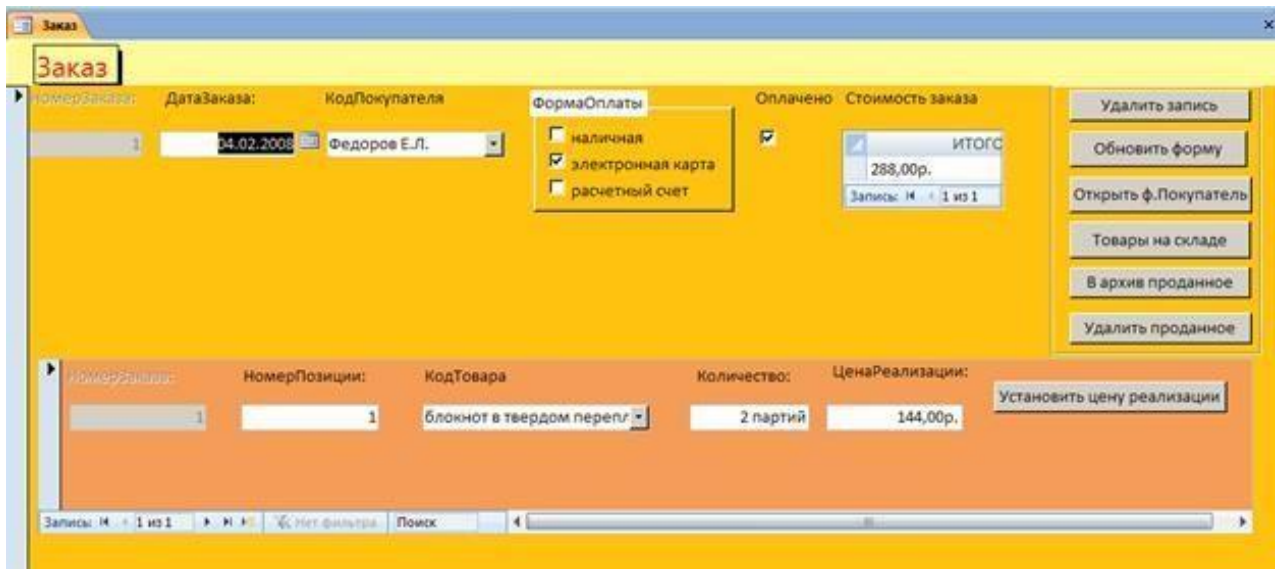 Заказ
Заказ
НомерЗаказа: ДатаЗаказа: КодПокупателя ФормаОплаты Оплачено Стоимость заказа
1 04.02.2008 Федоров Е.Л.
наличная
электронная карта
расчетный счет
ИТОГО
288,00р.
Запись: 1 из 1
Удалить запись
Обновить форму
Открыть ф.Покупатель
Товары на складе
В архив проданное
Удалить проданное
НомерЗаказа: НомерПозиции: КодТовара Количество: ЦенаРеализации:
1 1 блокнот в твердом перепл 2 партий 144,00р.
Установить цену реализации
Запись: 1 из 1 Нет фильтра Поиск